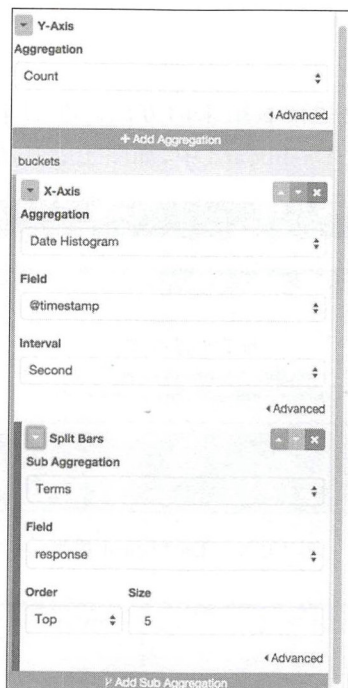 Y-Axis
Aggregation
Count
Advanced
+ Add Aggregation
buckets
X-Axis
Aggregation
Date Histogram
Field
@timestamp
Interval
Second
Advanced
Split Bars
Sub Aggregation
Terms
Field
response
Order Size
Top 5
Advanced
Add Sub Aggregation